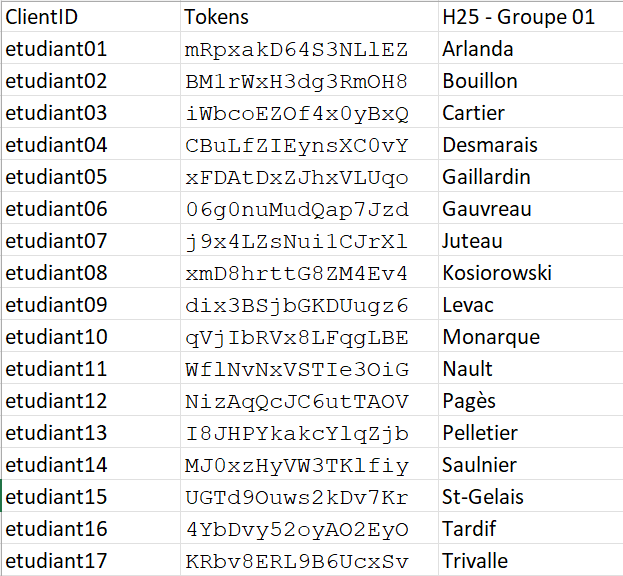 ClientID Tokens H25 - Groupe 01
etudiant01 mRpxakD64S3NLlEZ Arlanda
etudiant02 BM1rWxH3dg3RmOH8 Bouillon
etudiant03 iWbcoEZOf4x0yBxQ Cartier
etudiant04 CBuLfZIEynsXC0vY Desmarais
etudiant05 xFDAtDxZJhxVLUqo Gaillardin
etudiant06 06g0nuMudQap7Jzd Gauvreau
etudiant07 j9x4LZsNui1CJrXl Juteau
etudiant08 xmD8hrttG8ZM4Ev4 Kosiorowski
etudiant09 dix3BSjbGKDUugz6 Levac
etudiant10 qVjIbRVx8LFqgLBE Monarque
etudiant11 WflNvNxVSTIe3OiG Nault
etudiant12 NizAqQcJC6utTAOV Pagès
etudiant13 I8JHPYkakcYlqZjb Pelletier
etudiant14 MJ0xzHyVW3TKlfiy Saulnier
etudiant15 UGTd9Ouws2kDv7Kr St-Gelais
etudiant16 4YbDvy52oyAO2EyO Tardif
etudiant17 KRbv8ERL9B6UcxSv Trivalle